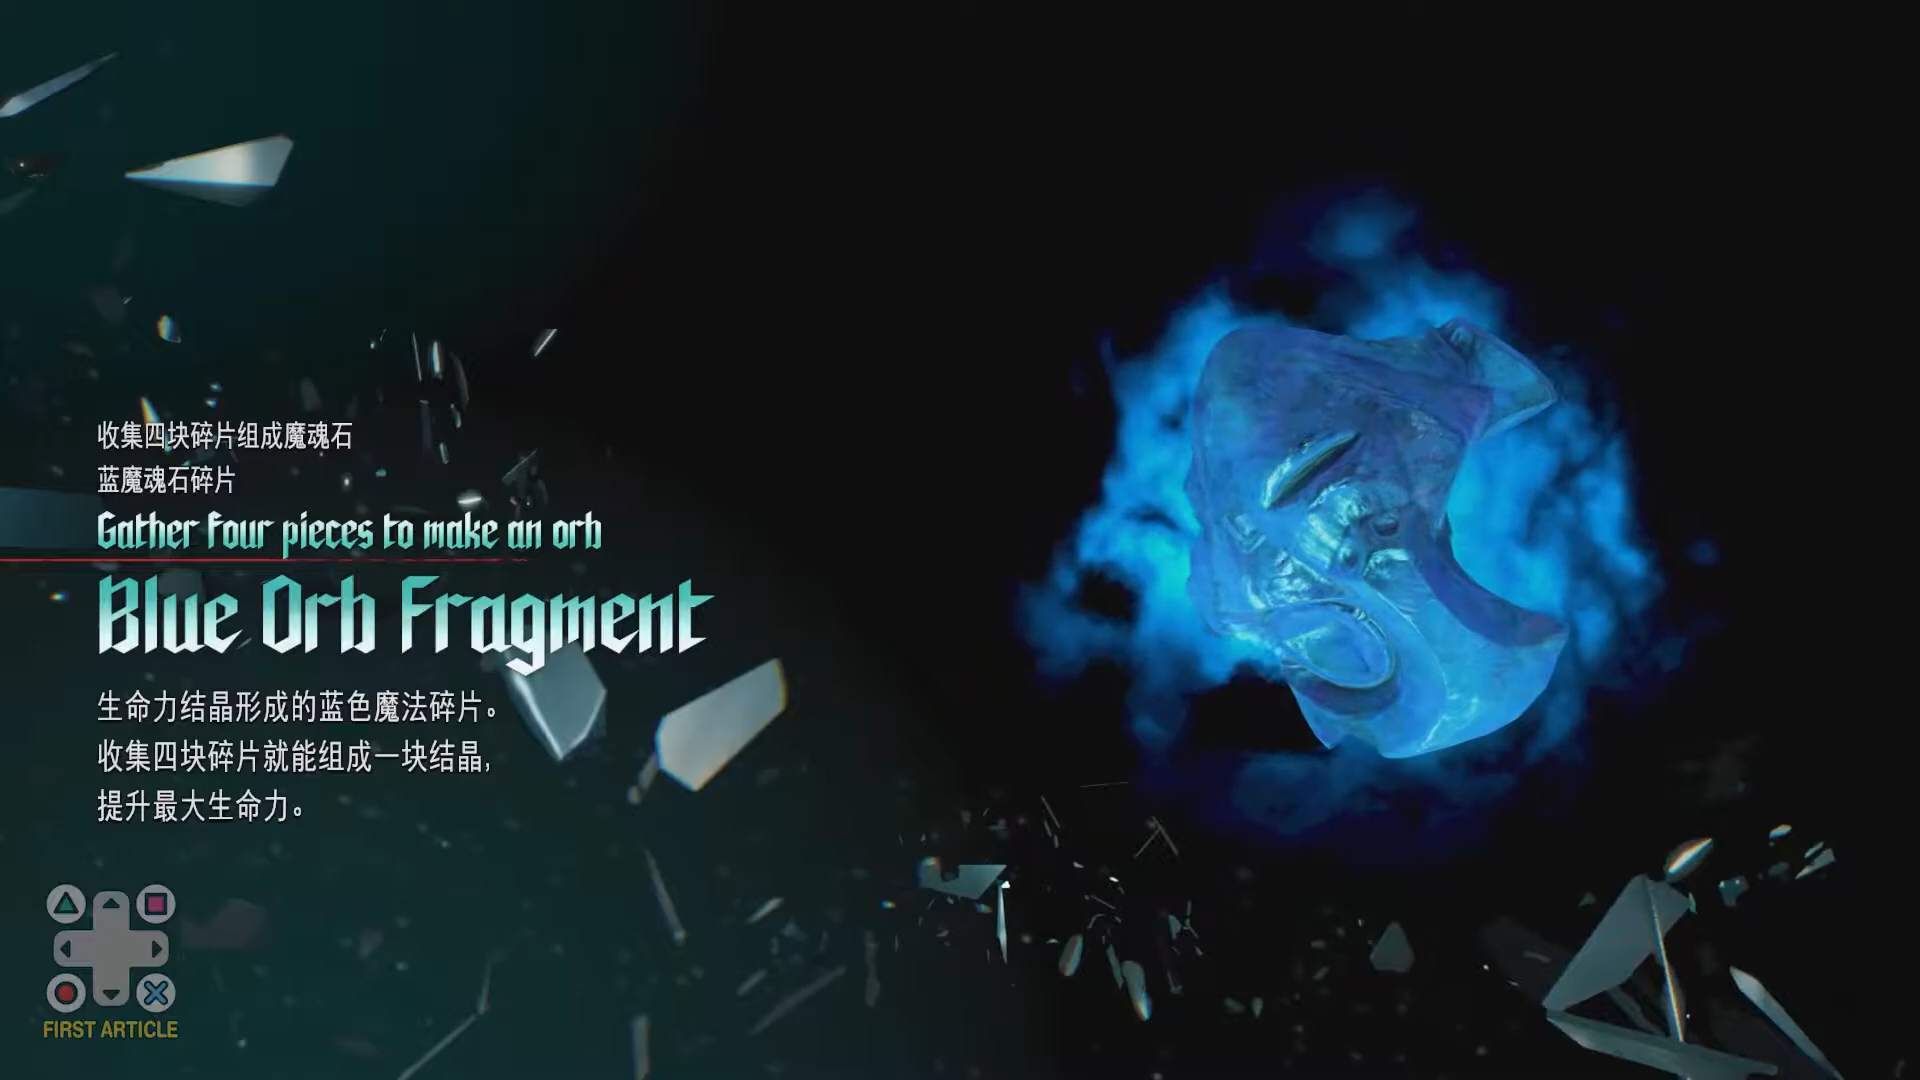 收集四块碎片组成魔魂石
蓝魔魂石碎片
Gather four pieces to make an orb
Blue Orb Fragment
生命力结晶形成的蓝色魔法碎片。
收集四块碎片就能组成一块结晶,
提升最大生命力。
FIRST ARTICLE